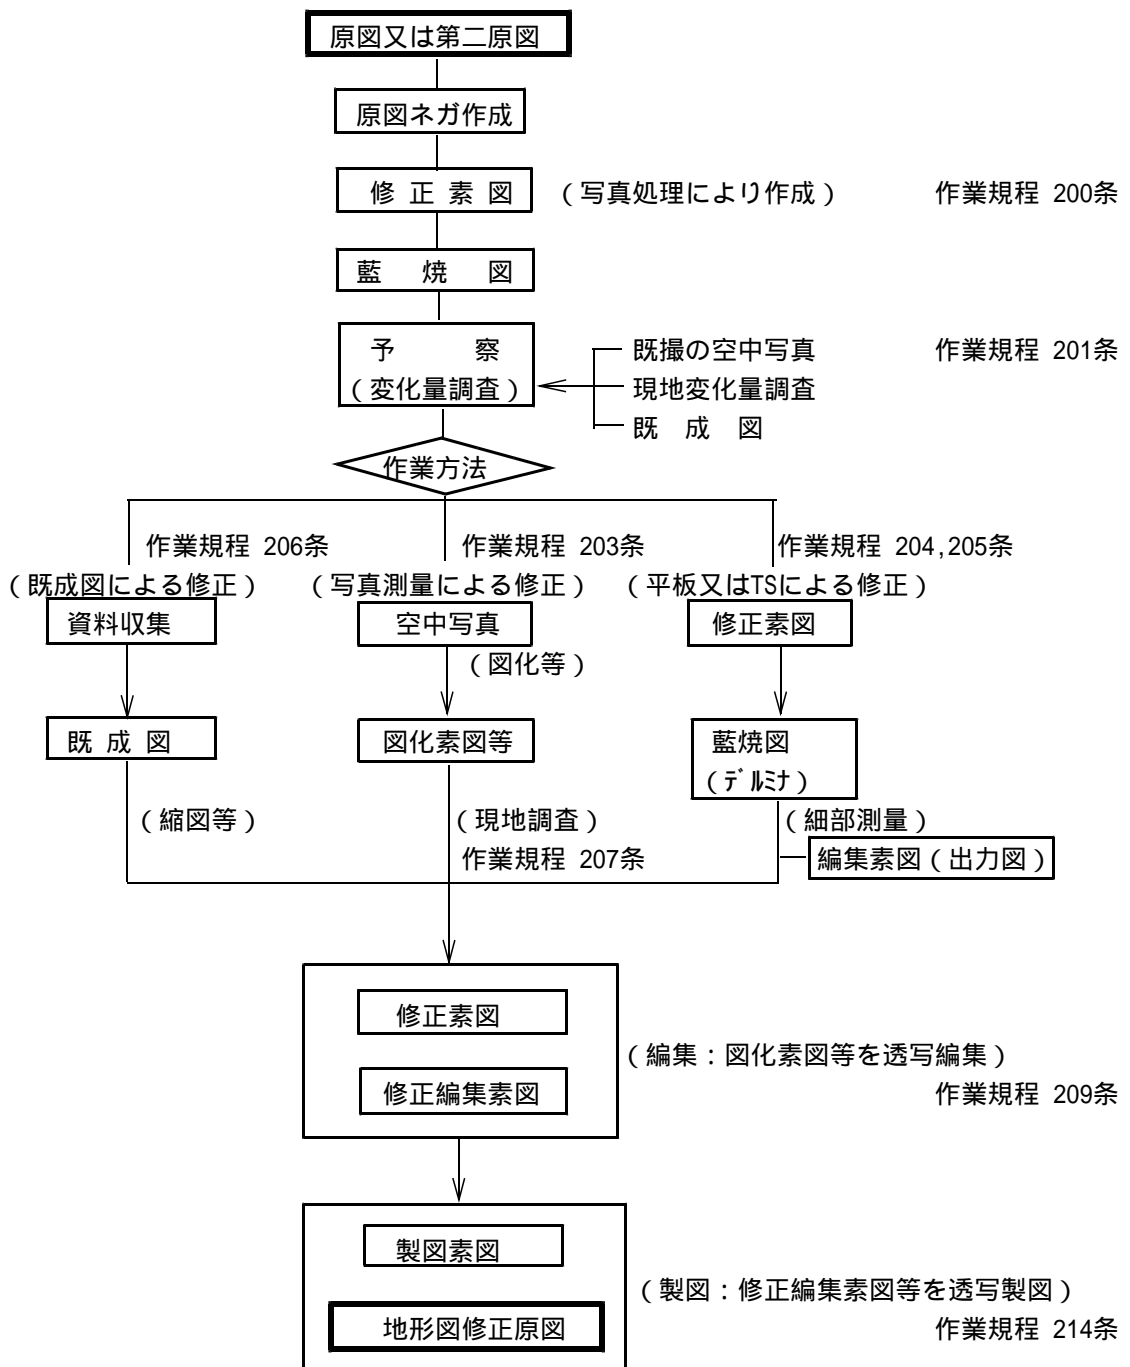 原図又は第二原図
原図ネガ作成
修 正 素 図 （写真処理により作成） 作業規程 200条
藍 焼 図
予 察 既撮の空中写真 作業規程 201条
（変化量調査） 現地変化量調査
既 成 図
作業方法
作業規程 206条 作業規程 203条 作業規程 204,205条
（既成図による修正） （写真測量による修正） （平板又はTSによる修正）
資料収集 空中写真 修正素図
（図化等）
既 成 図 図化素図等 藍焼図
（ﾃﾞﾙﾐﾅ）
（縮図等） （現地調査） （細部測量）
作業規程 207条 編集素図（出力図）
修正素図
（編集：図化素図等を透写編集）
修正編集素図 作業規程 209条
製図素図
（製図：修正編集素図等を透写製図）
地形図修正原図 作業規程 214条